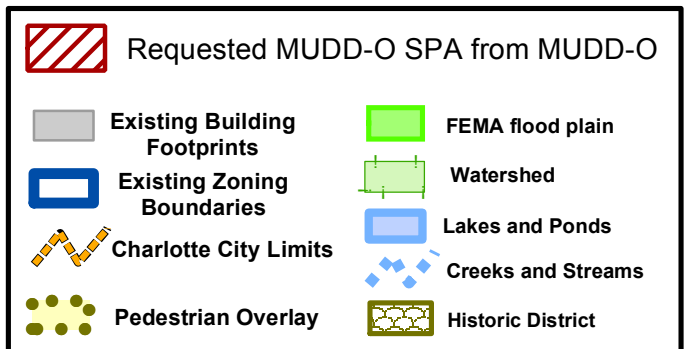 Requested MUDD-O SPA from MUDD-O
Existing Building
Footprints
Existing Zoning
Boundaries
Charlotte City Limits
Pedestrian Overlay
FEMA flood plain
Watershed
Lakes and Ponds
Creeks and Streams
Historic District